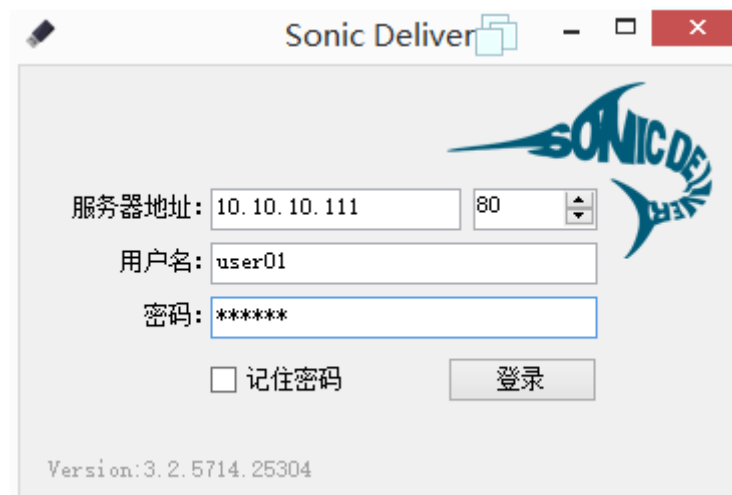 Sonic Deliver
SONIC DELIVER
服务器地址: 10.10.10.111 80
用户名: user01
密码: ******
记住密码 登录
Version:3.2.5714.25304